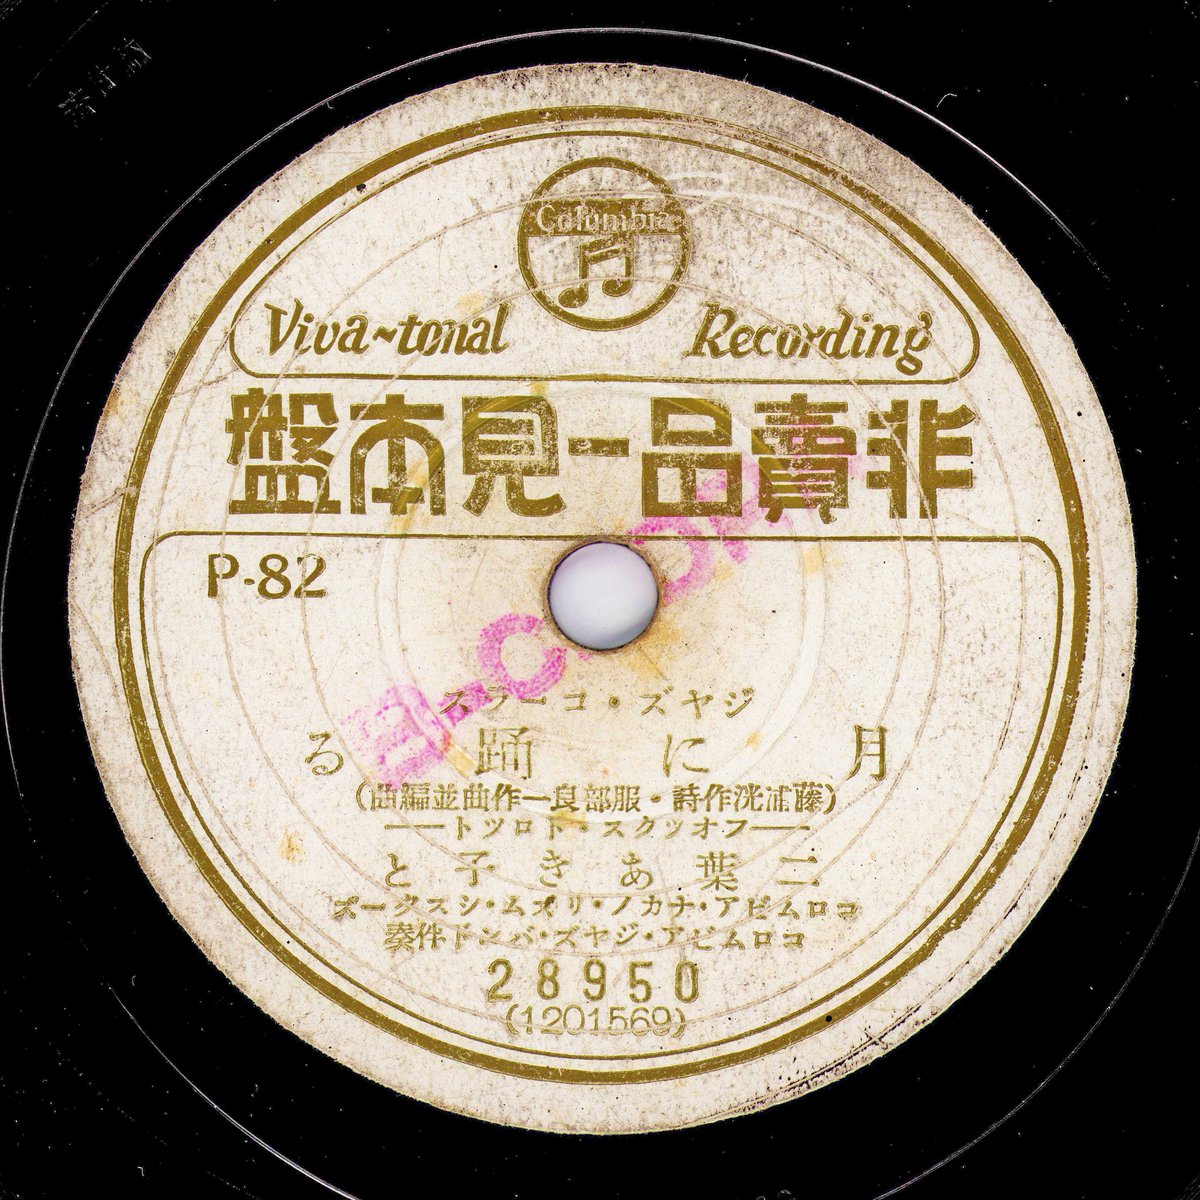 Columbia
Viva~tonal Recording
非賣品ー見本盤
P-82
ジヤズ・コーラス
月に踊る
(藤浦洸作詩・服部良一作曲並編曲)
——フオツクス・トロツト——
二葉あき子と
コロムビア・ナカノ・リズム・シスターズ
コロムビア・ジヤズ・バンド伴奏
28950
(1201569)